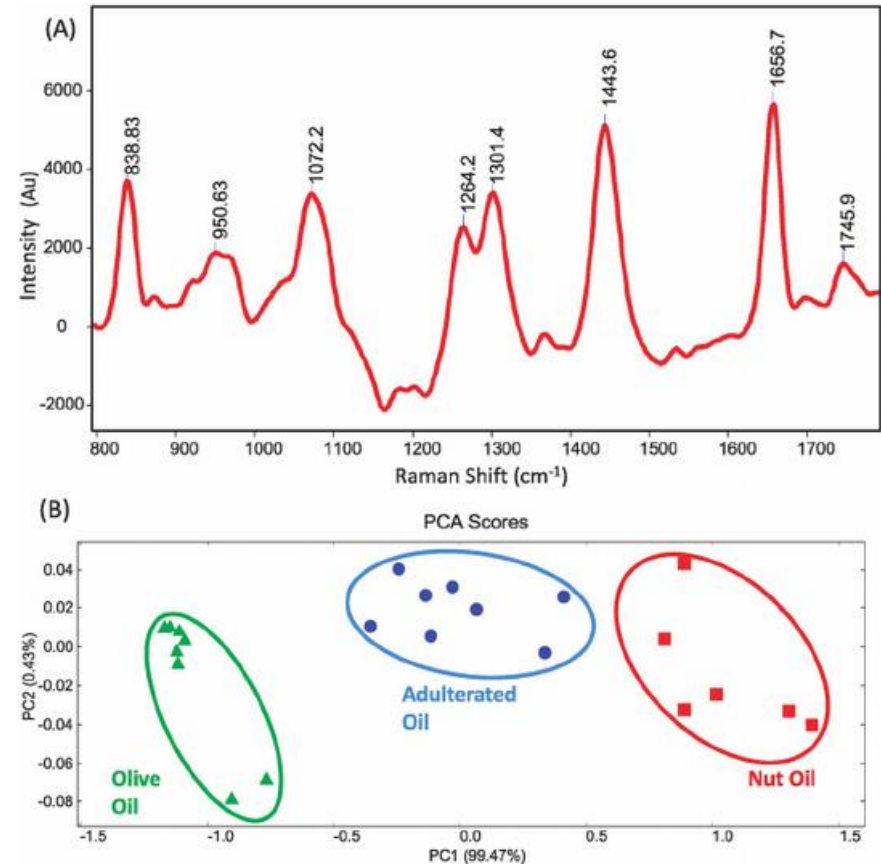 (A)
838.83
950.63
1072.2
1264.2
1301.4
1443.6
1656.7
1745.9
6000
4000
2000
0
-2000
Intensity (Au)
800 900 1000 1100 1200 1300 1400 1500 1600 1700
Raman Shift (cm⁻¹)
(B)
PCA Scores
0.04
0.02
0.00
-0.02
-0.04
-0.06
-0.08
PC2 (0.43%)
Adulterated
Oil
Olive
Oil
Nut Oil
-1.5 -1.0 -0.5 0.0 0.5 1.0 1.5
PC1 (99.47%)